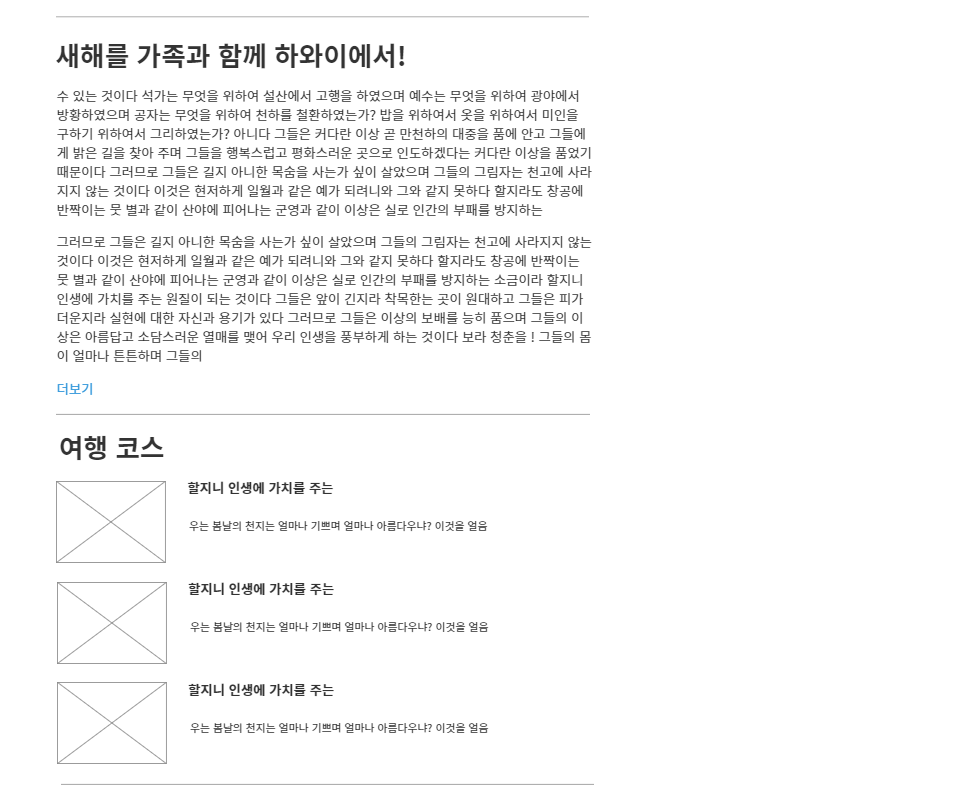 새해를 가족과 함께 하와이에서!
수 있는 것이다 석가는 무엇을 위하여 설산에서 고행을 하였으며 예수는 무엇을 위하여 광야에서
방황하였으며 공자는 무엇을 위하여 천하를 철환하였는가? 밥을 위하여서 옷을 위하여서 미인을
구하기 위하여서 그리하였는가? 아니다 그들은 커다란 이상 곧 만천하의 대중을 품에 안고 그들에
게 밝은 길을 찾아 주며 그들을 행복스럽고 평화스러운 곳으로 인도하겠다는 커다란 이상을 품었기
때문이다 그러므로 그들은 길지 아니한 목숨을 사는가 싶이 살았으며 그들의 그림자는 천고에 사라
지지 않는 것이다 이것은 현저하게 일월과 같은 예가 되려니와 그와 같지 못하다 할지라도 창공에
반짝이는 뭇 별과 같이 산야에 피어나는 군영과 같이 이상은 실로 인간의 부패를 방지하는
그러므로 그들은 길지 아니한 목숨을 사는가 싶이 살았으며 그들의 그림자는 천고에 사라지지 않는
것이다 이것은 현저하게 일월과 같은 예가 되려니와 그와 같지 못하다 할지라도 창공에 반짝이는
뭇 별과 같이 산야에 피어나는 군영과 같이 이상은 실로 인간의 부패를 방지하는 소금이라 할지니
인생에 가치를 주는 원질이 되는 것이다 그들은 앞이 긴지라 착목한는 곳이 원대하고 그들은 피가
더운지라 실현에 대한 자신과 용기가 있다 그러므로 그들은 이상의 보배를 능히 품으며 그들의 이
상은 아름답고 소담스러운 열매를 맺어 우리 인생을 풍부하게 하는 것이다 보라 청춘을 ! 그들의 몸
이 얼마나 튼튼하며 그들의
더보기
여행 코스
할지니 인생에 가치를 주는
우는 봄날의 천지는 얼마나 기쁘며 얼마나 아름다우냐? 이것을 얼음
할지니 인생에 가치를 주는
우는 봄날의 천지는 얼마나 기쁘며 얼마나 아름다우냐? 이것을 얼음
할지니 인생에 가치를 주는
우는 봄날의 천지는 얼마나 기쁘며 얼마나 아름다우냐? 이것을 얼음